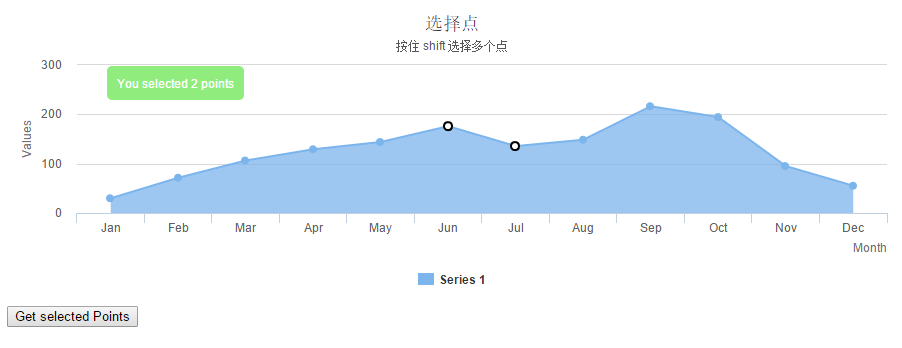 选择点
按住 shift 选择多个点
You selected 2 points
Values
300
200
100
0
Jan Feb Mar Apr May Jun Jul Aug Sep Oct Nov Dec
Month
Series 1
Get selected Points